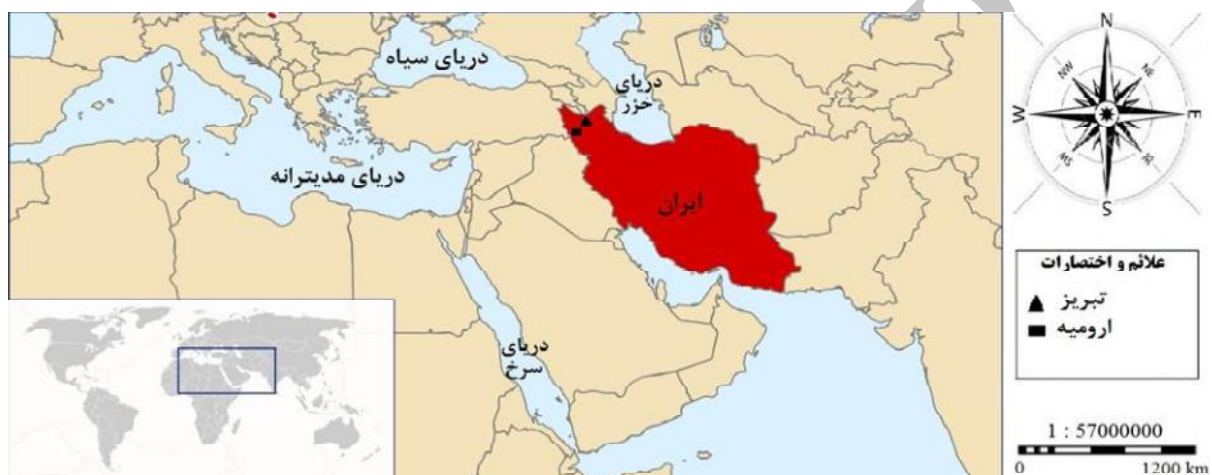 دریای سیاه
دریای
خزر
دریای مدیترانه
ایران
دریای
سرخ
N
NW
NE
W
E
SW
SE
S
علائم و اختصارات
تبریز
ارومیه
1 : 57000000
0 1200 km